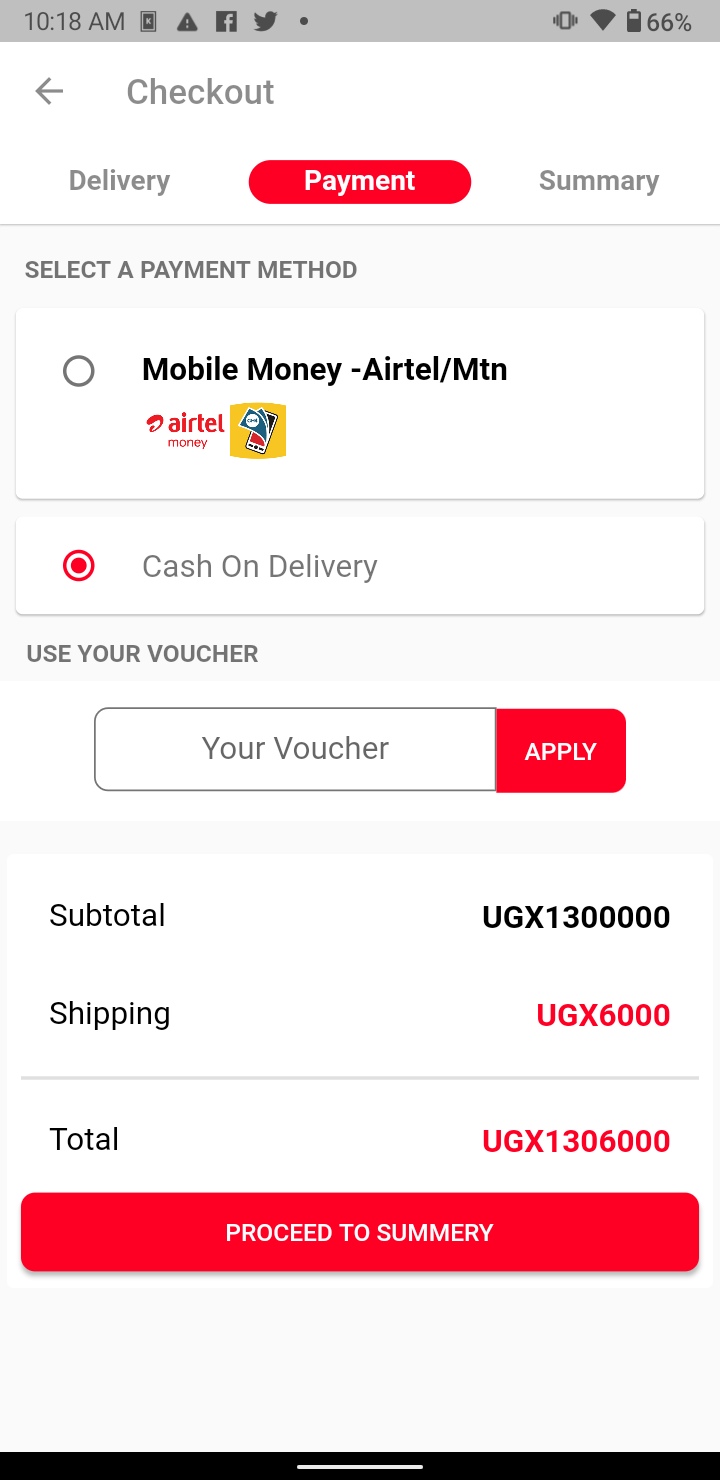 10:18 AM 66%
Checkout
Delivery Payment Summary
SELECT A PAYMENT METHOD
Mobile Money -Airtel/Mtn
airtel
money
Cash On Delivery
USE YOUR VOUCHER
Your Voucher APPLY
Subtotal UGX1300000
Shipping UGX6000
Total UGX1306000
PROCEED TO SUMMERY